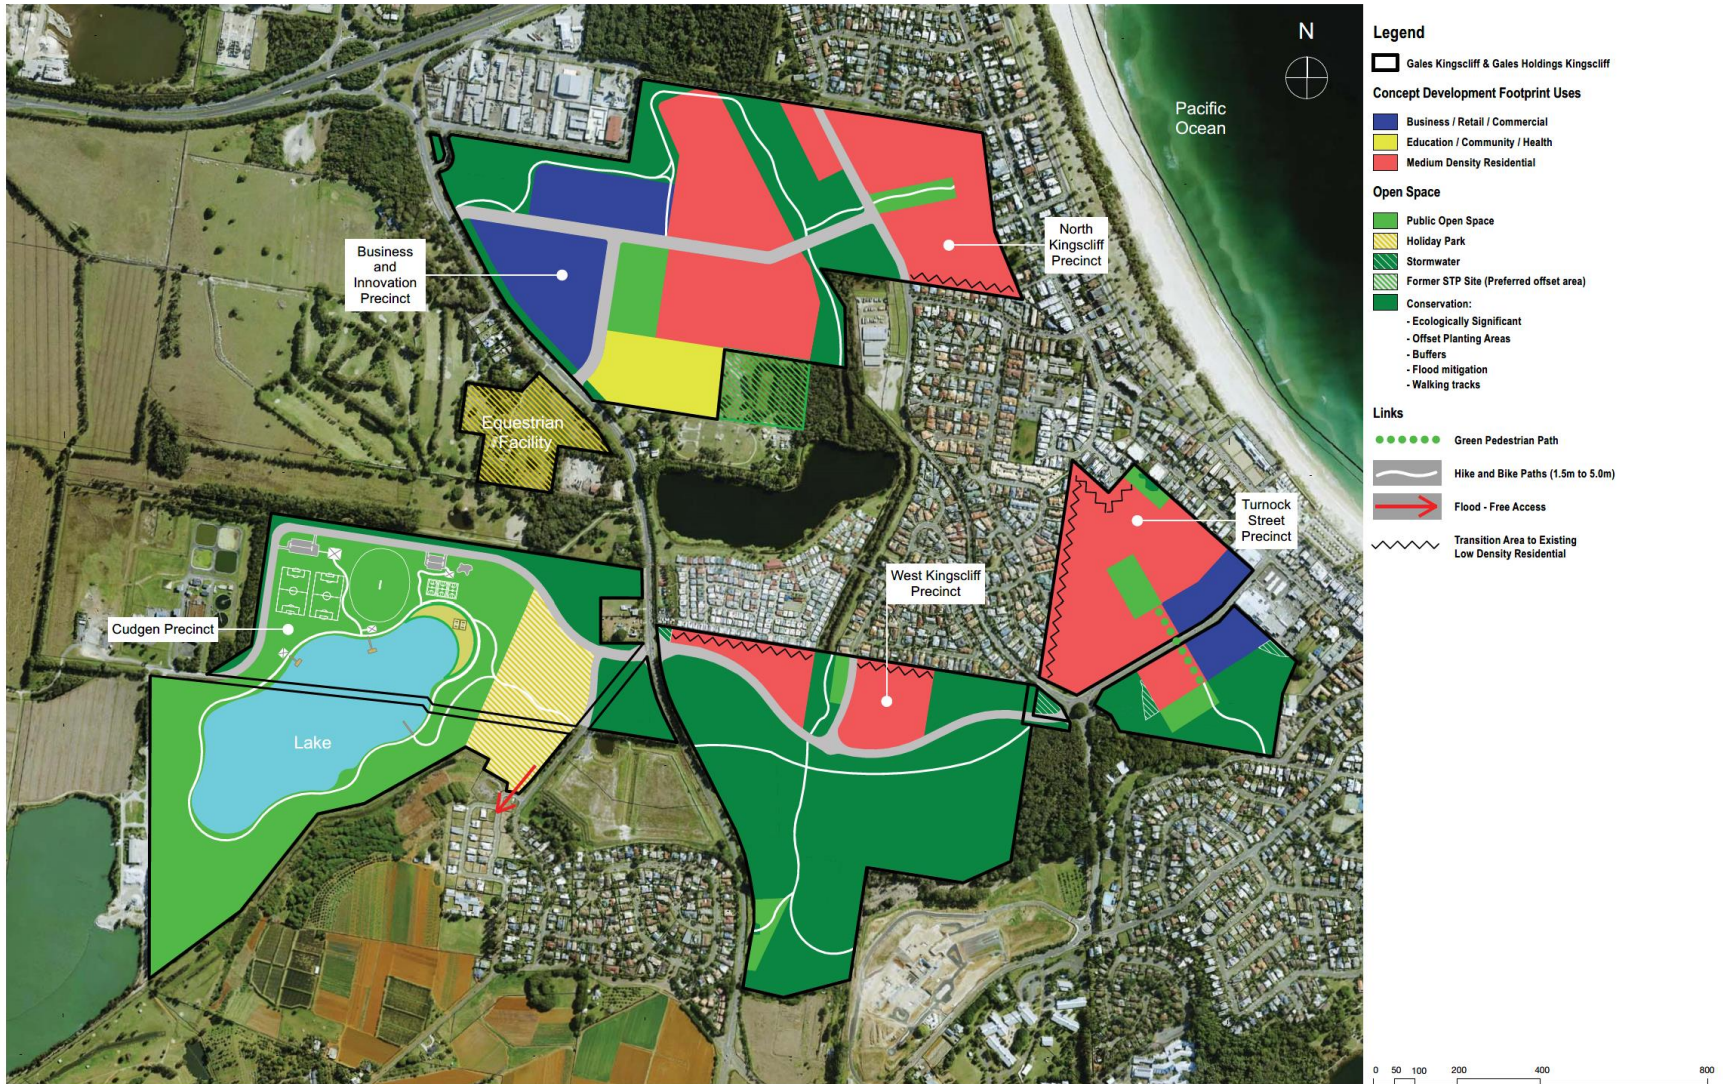 N
Pacific
Ocean
Business
and
Innovation
Precinct
North
Kingscliff
Precinct
Equestrian
Facility
Turnock
Street
Precinct
West Kingscliff
Precinct
Cudgen Precinct
Lake
Legend
Gales Kingscliff & Gales Holdings Kingscliff
Concept Development Footprint Uses
Business / Retail / Commercial
Education / Community / Health
Medium Density Residential
Open Space
Public Open Space
Holiday Park
Stormwater
Former STP Site (Preferred offset area)
Conservation:
- Ecologically Significant
- Offset Planting Areas
- Buffers
- Flood mitigation
- Walking tracks
Links
Green Pedestrian Path
Hike and Bike Paths (1.5m to 5.0m)
Flood - Free Access
Transition Area to Existing
Low Density Residential
0 50 100 200 400 800